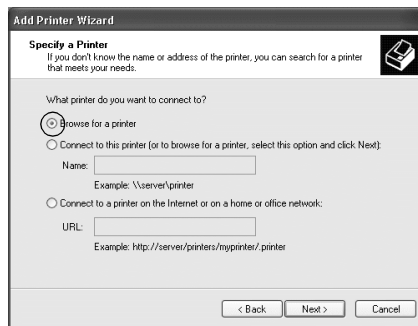 Add Printer Wizard
Specify a Printer
If you don't know the name or address of the printer, you can search for a printer
that meets your needs.
What printer do you want to connect to?
Browse for a printer
Connect to this printer (or to browse for a printer, select this option and click Next):
Name:
Example: \\server\printer
Connect to a printer on the Internet or on a home or office network:
URL:
Example: http://server/printers/myprinter/.printer
< Back Next > Cancel